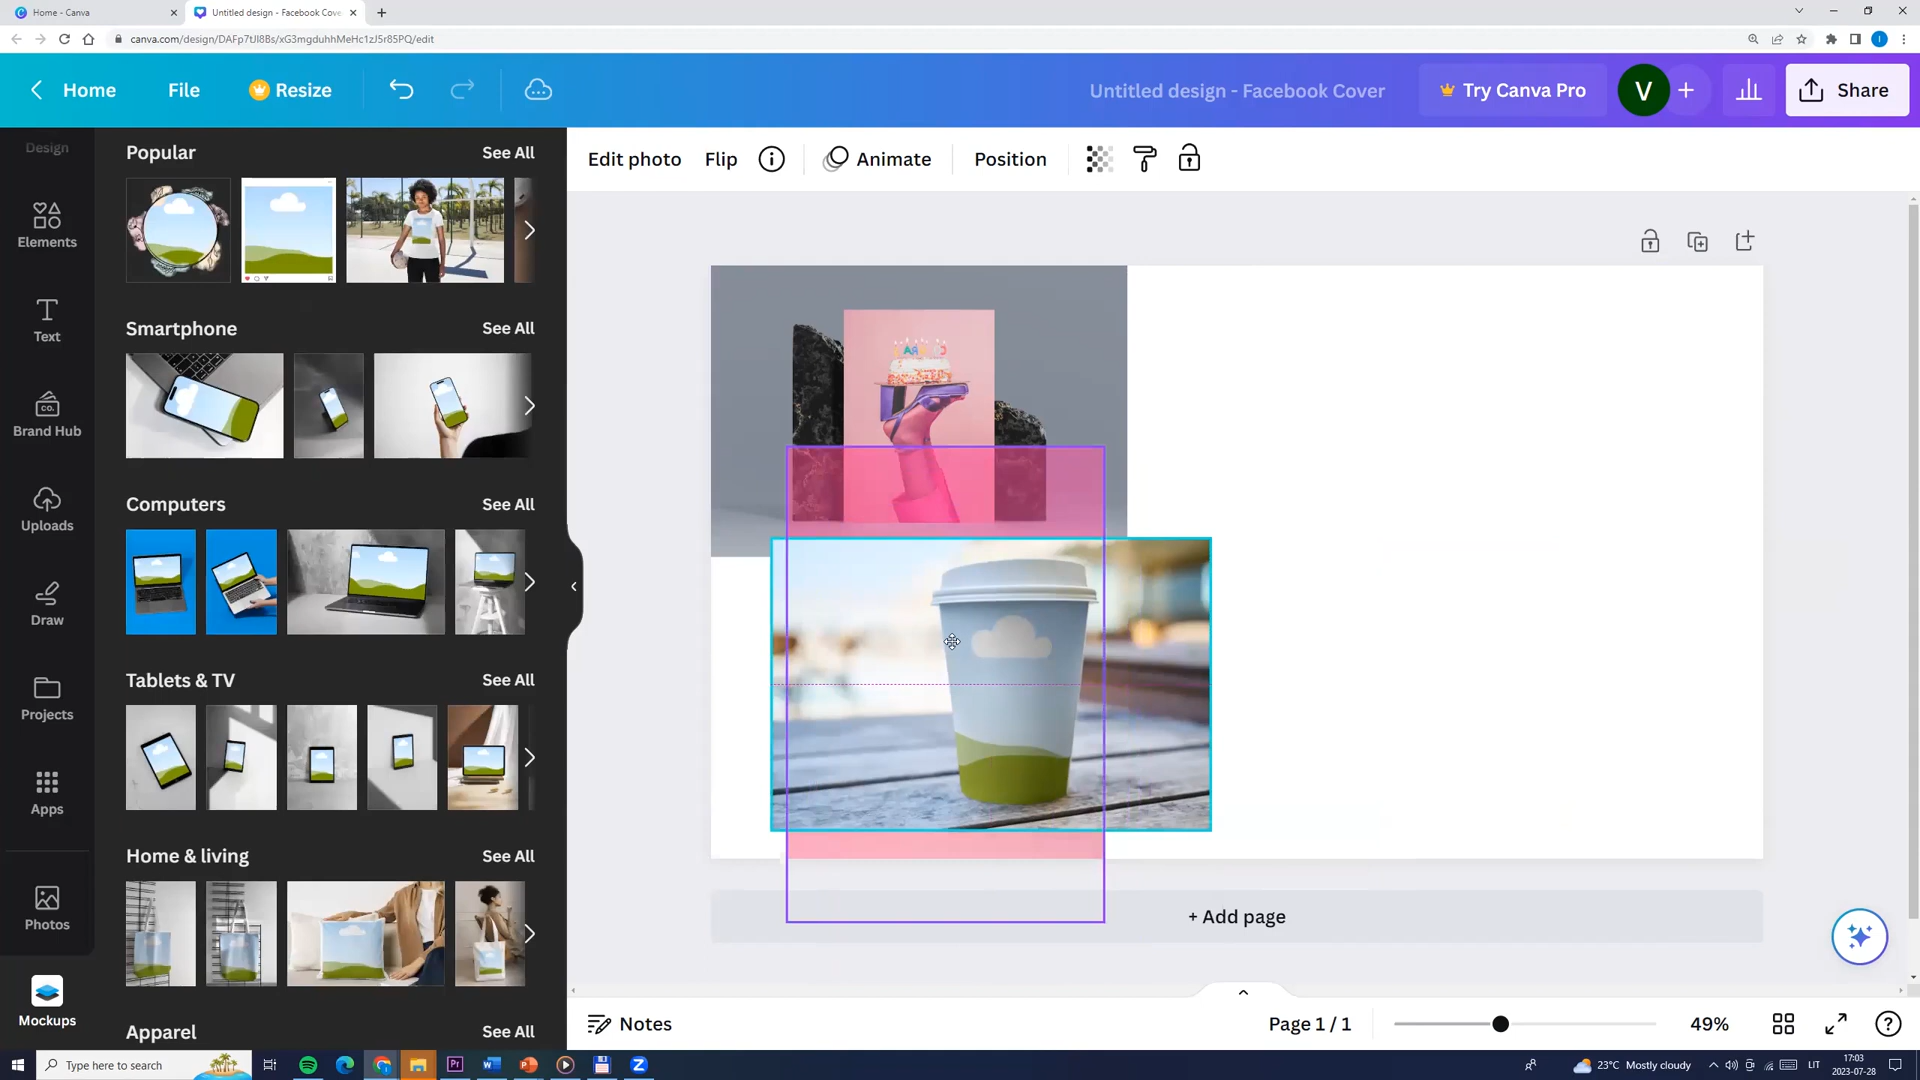 Home - Canva
Untitled design - Facebook Cove
canva.com/design/DAFp7tJl8Bs/xG3mgduhhMeHc1zJ5r85PQ/edit
Home
File
Resize
Untitled design - Facebook Cover
Try Canva Pro
V
Share
Design
Elements
Text
Brand Hub
CO.
Uploads
Draw
Projects
Apps
Photos
Mockups
Popular
See All
Smartphone
See All
Computers
See All
Tablets & TV
See All
Home & living
See All
Apparel
See All
Edit photo
Flip
Animate
Position
+ Add page
Notes
Page 1 / 1
49%
Type here to search
23°C Mostly cloudy
LIT
17:03
2023-07-28